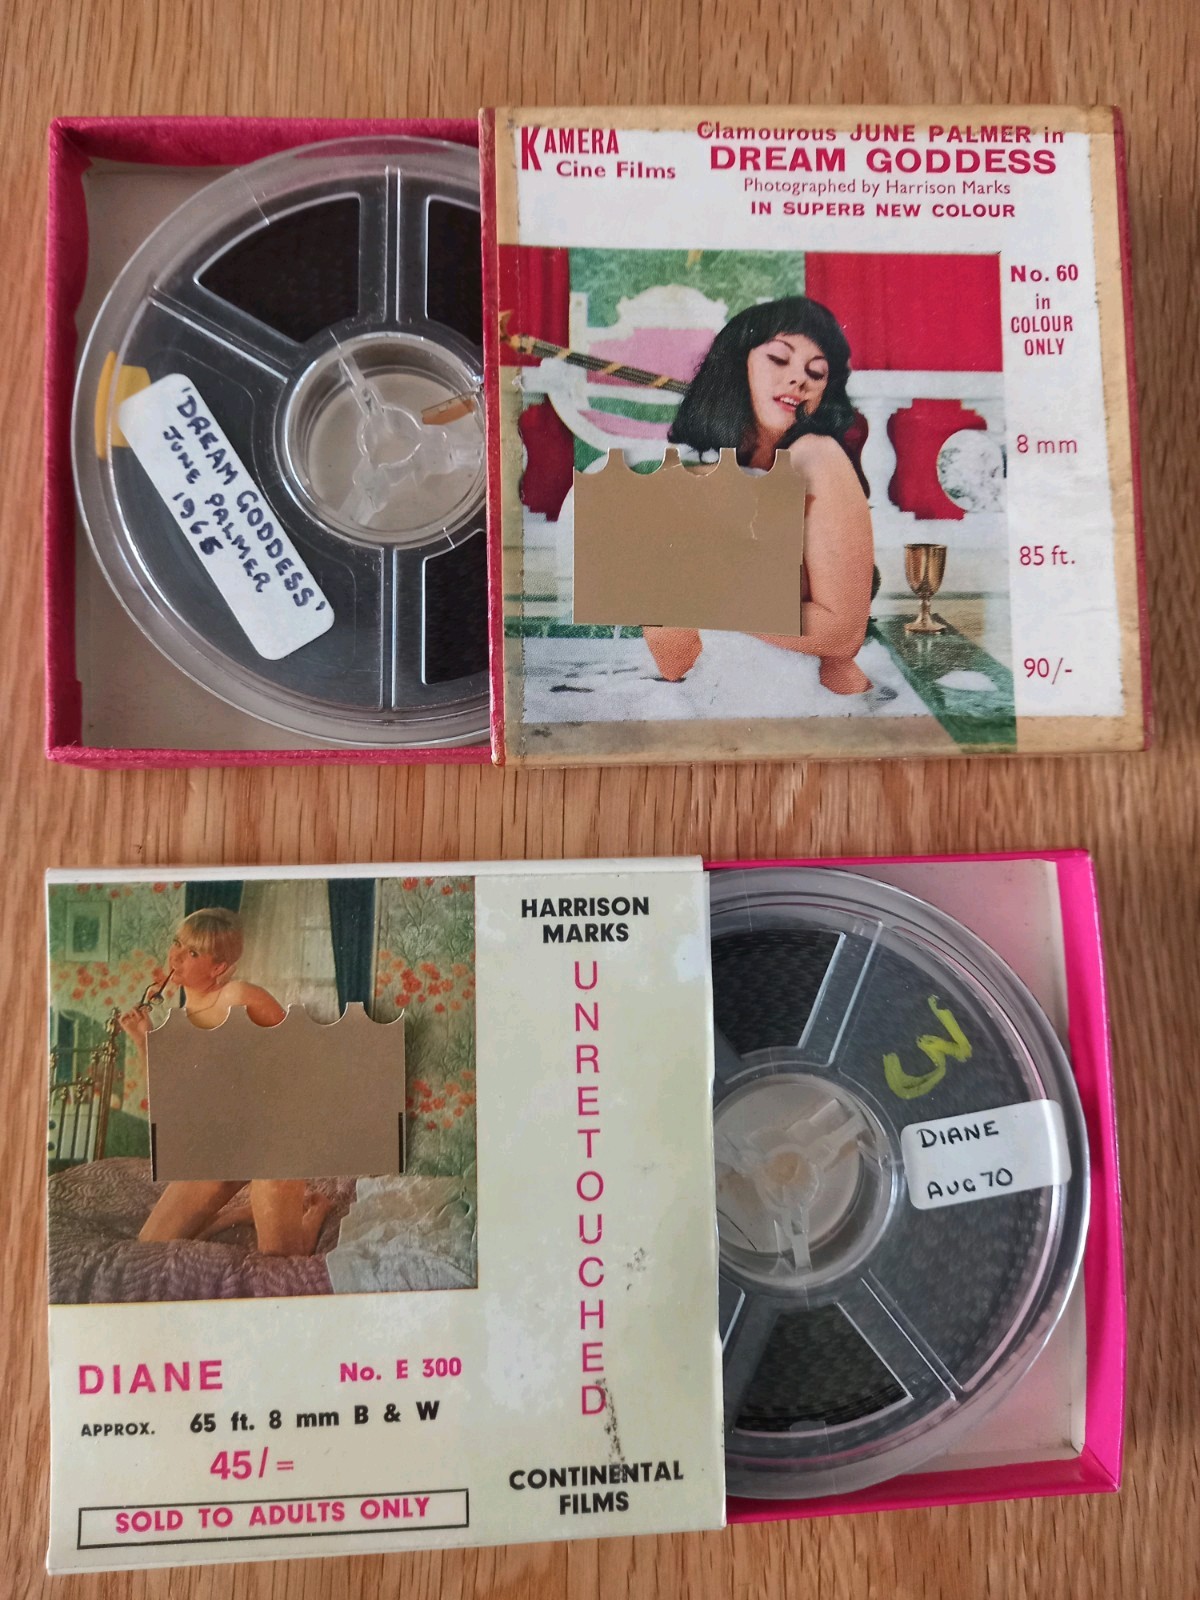 KAMERA
Cine Films
Glamourous JUNE PALMER in
DREAM GODDESS
Photographed by Harrison Marks
IN SUPERB NEW COLOUR
No. 60
in
COLOUR
ONLY
8 mm
85 ft.
90/-
'DREAM GODDESS'
JUNE PALMER
1965
HARRISON
MARKS
UNRETOUCHED
CONTINENTAL
FILMS
DIANE No. E 300
APPROX. 65 ft. 8 mm B & W
45/=
SOLD TO ADULTS ONLY
3
DIANE
AUG 70